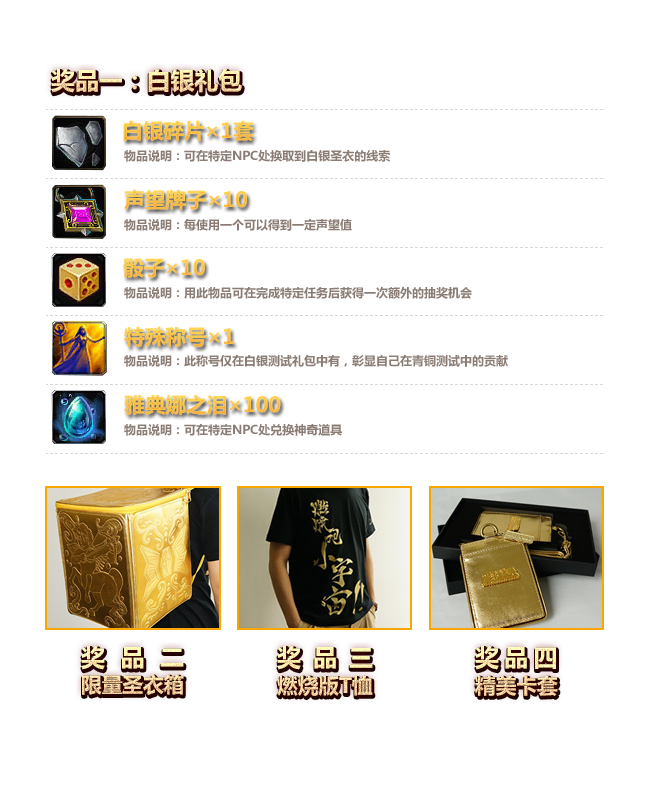 奖品一：白银礼包
白银碎片×1套
物品说明：可在特定NPC处换取到白银圣衣的线索
声望牌子×10
物品说明：每使用一个可以得到一定声望值
骰子×10
物品说明：用此物品可在完成特定任务后获得一次额外的抽奖机会
特殊称号×1
物品说明：此称号仅在白银测试礼包中有，彰显自己在青铜测试中的贡献
雅典娜之泪×100
物品说明：可在特定NPC处兑换神奇道具
燃烧吧
小宇宙!!
奖品二
奖品三
奖品四
限量圣衣箱
燃烧版T恤
精美卡套